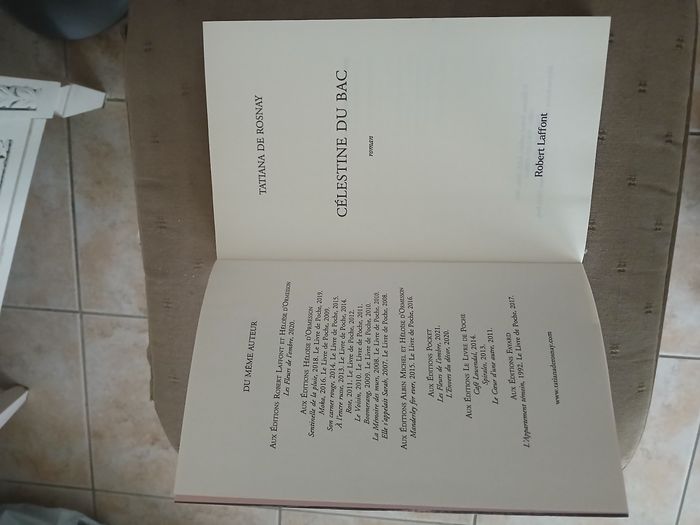 DU MÊME AUTEUR
AUX ÉDITIONS ROBERT LAFFONT ET HÉLOÏSE D'ORMESSON
Les Fleurs de l'ombre, 2020.
AUX ÉDITIONS HÉLOÏSE D'ORMESSON
Sentinelle de la pluie, 2018. Le Livre de Poche, 2019.
Moka, 2016. Le Livre de Poche, 2009.
Son carnet rouge, 2014. Le Livre de Poche, 2015.
À l'encre russe, 2013. Le Livre de Poche, 2014.
Rose, 2011. Le Livre de Poche, 2012.
Le Voisin, 2010. Le Livre de Poche, 2011.
Boomerang, 2009. Le Livre de Poche, 2010.
La Mémoire des murs, 2008. Le Livre de Poche, 2010.
Elle s'appelait Sarah, 2007. Le Livre de Poche, 2008.
AUX ÉDITIONS ALBIN MICHEL ET HÉLOÏSE D'ORMESSON
Manderley for ever, 2015. Le Livre de Poche, 2016.
AUX ÉDITIONS POCKET
Les Fleurs de l'ombre, 2021.
L'Envers du décor, 2020.
AUX ÉDITIONS LE LIVRE DE POCHE
Café Lowendal, 2014.
Spirales, 2013.
Le Cœur d'une autre, 2011.
AUX ÉDITIONS FAYARD
L'Appartement témoin, 1992. Le Livre de Poche, 2017.
www.tatianaderosnay.com
TATIANA DE ROSNAY
CÉLESTINE DU BAC
roman
Robert Laffont